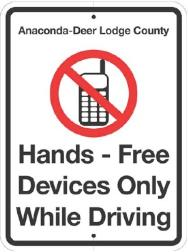 Anaconda-Deer Lodge County
Hands - Free
Devices Only
While Driving